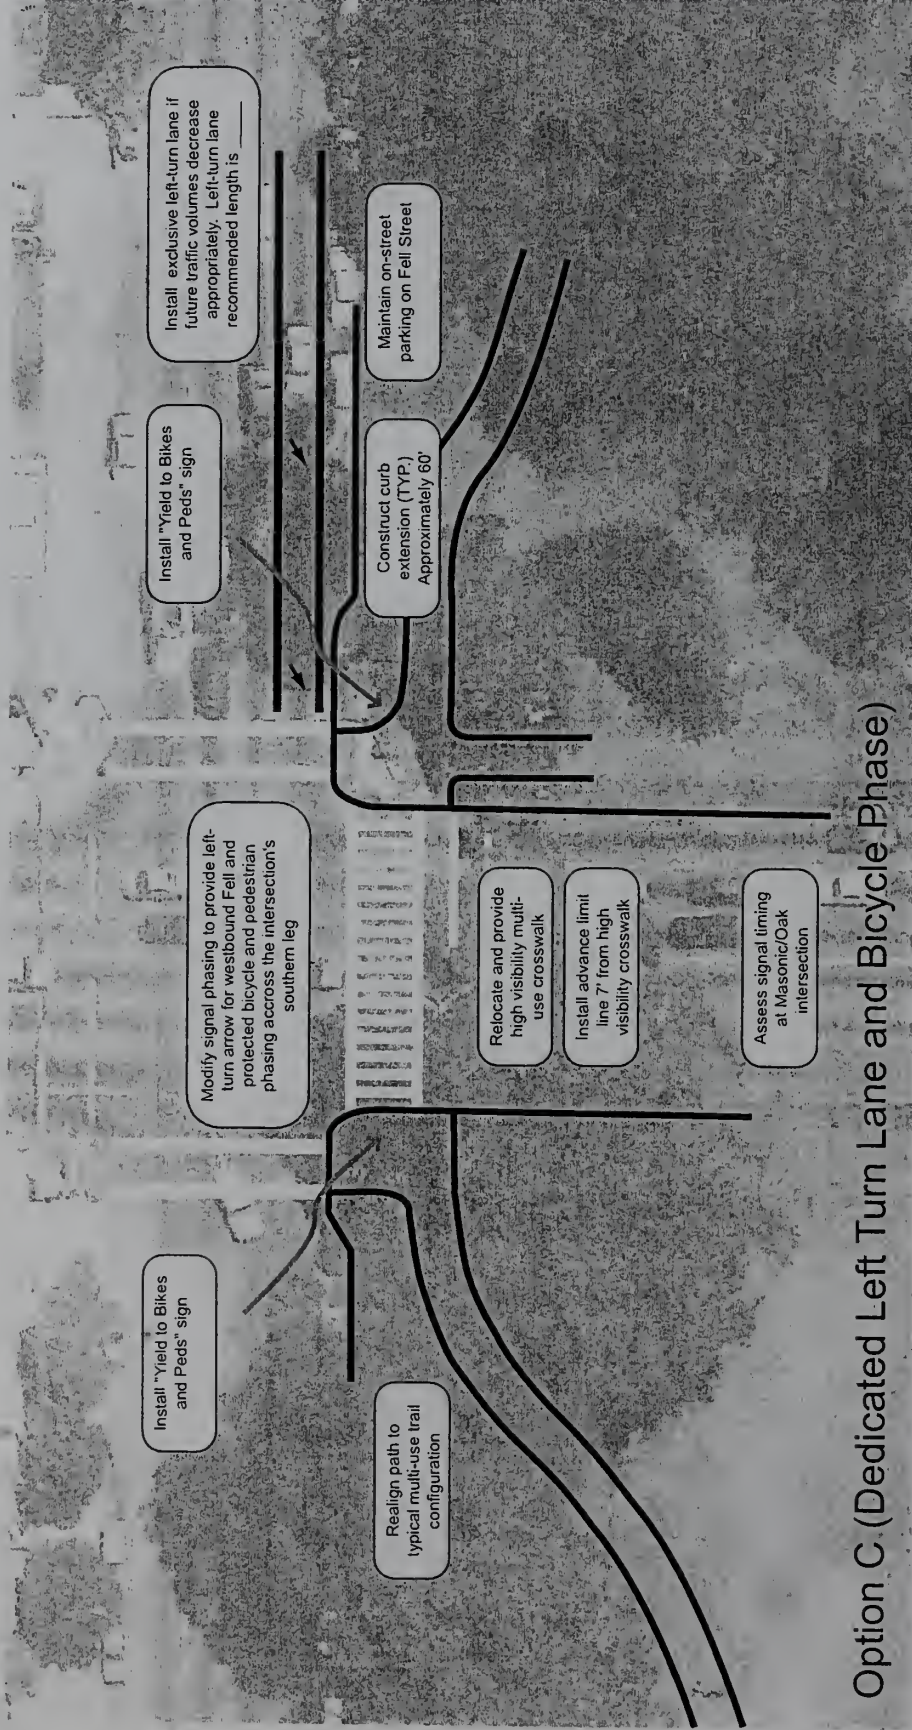 Install exclusive left-turn lane if
future traffic volumes decrease
appropriately. Left-turn lane
recommended length is ____
Install "Yield to Bikes
and Peds" sign
Maintain on-street
parking on Fell Street
Construct curb
extension (TYP.)
Approximately 60'
Modify signal phasing to provide left-
turn arrow for westbound Fell and
protected bicycle and pedestrian
phasing across the intersection's
southern leg
Relocate and provide
high visibility multi-
use crosswalk
Install advance limit
line 7' from high
visibility crosswalk
Assess signal timing
at Masonic/Oak
intersection
Install "Yield to Bikes
and Peds" sign
Realign path to
typical multi-use trail
configuration
Option C (Dedicated Left Turn Lane and Bicycle Phase)